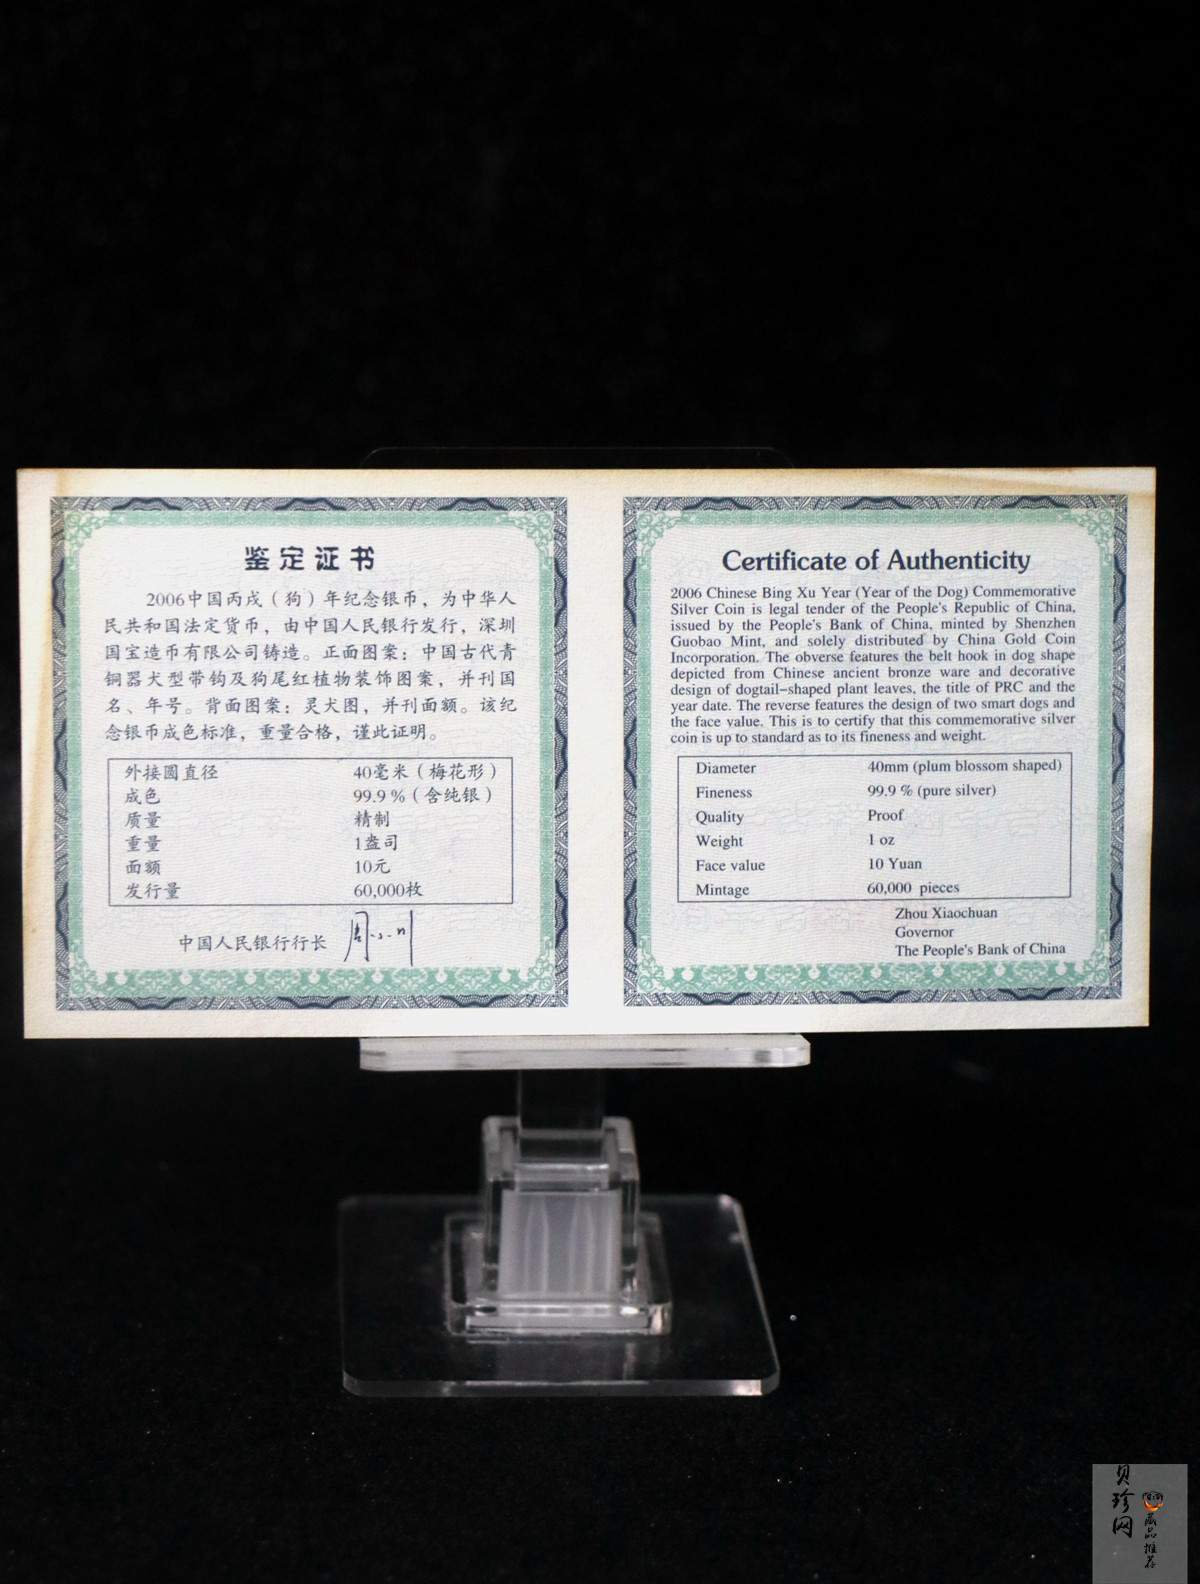 鉴定证书
2006中国丙戌（狗）年纪念银币，为中华人
民共和国法定货币，由中国人民银行发行，深圳
国宝造币有限公司铸造。正面图案：中国古代青
铜器犬型带钩及狗尾红植物装饰图案，并刊国
名、年号。背面图案：灵犬图，并刊面额。该纪
念银币成色标准，重量合格，谨此证明。
外接圆直径 40毫米（梅花形）
成色 99.9%（含纯银）
质量 精制
重量 1盎司
面额 10元
发行量 60,000枚
中国人民银行行长 周小川
Certificate of Authenticity
2006 Chinese Bing Xu Year (Year of the Dog) Commemorative
Silver Coin is legal tender of the People's Republic of China,
issued by the People's Bank of China, minted by Shenzhen
Guobao Mint, and solely distributed by China Gold Coin
Incorporation. The obverse features the belt hook in dog shape
depicted from Chinese ancient bronze ware and decorative
design of dogtail-shaped plant leaves, the title of PRC and the
year date. The reverse features the design of two smart dogs and
the face value. This is to certify that this commemorative silver
coin is up to standard as to its fineness and weight.
Diameter 40mm (plum blossom shaped)
Fineness 99.9 % (pure silver)
Quality Proof
Weight 1 oz
Face value 10 Yuan
Mintage 60,000 pieces
Zhou Xiaochuan
Governor
The People's Bank of China
贝珍网
藏品推荐